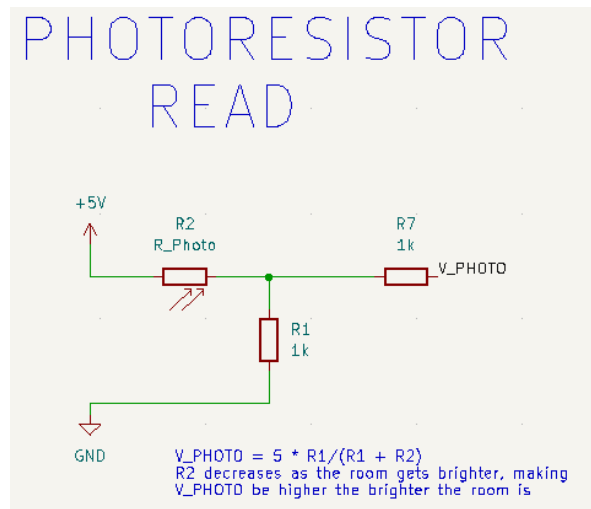 PHOTORESISTOR
READ
+5V
R2
R_Photo
R7
1k
V_PHOTO
R1
1k
GND
V_PHOTO = 5 * R1/(R1 + R2)
R2 decreases as the room gets brighter, making
V_PHOTO be higher the brighter the room is